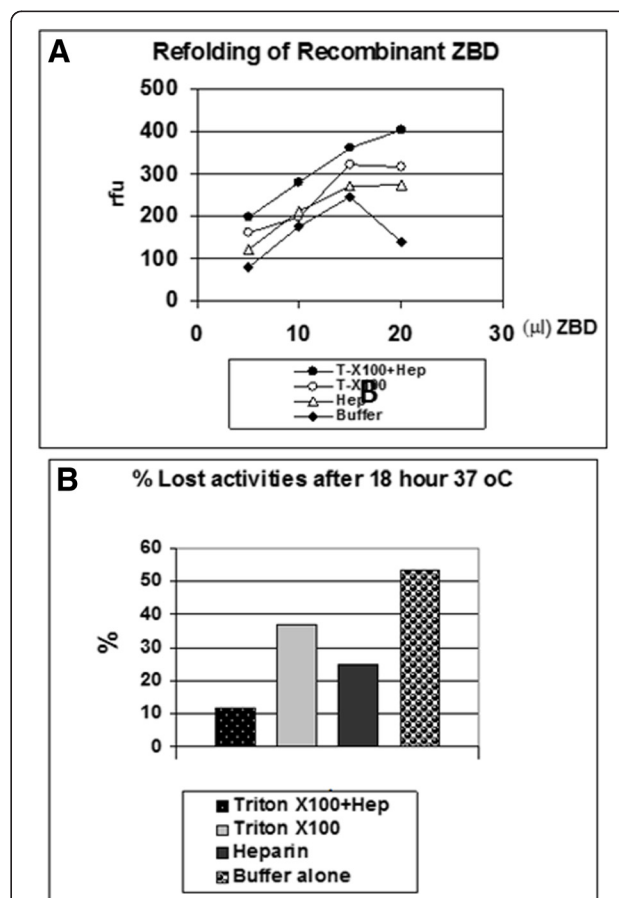 A
Refolding of Recombinant ZBD
500
400
300
200
100
0
rfu
0 10 20 30 (μl) ZBD
T-X100+Hep
T-X100
Hep
B
Buffer
B
% Lost activities after 18 hour 37 oC
60
50
40
30
20
10
0
%
Triton X100+Hep
Triton X100
Heparin
Buffer alone